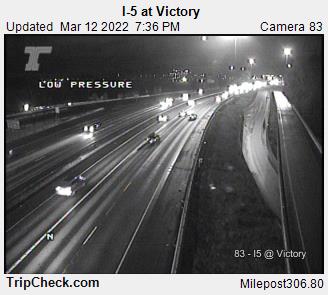 I-5 at Victory
Updated Mar 12 2022 7:36 PM Camera 83
T
LOW PRESSURE
N
83 - I5 @ Victory
TripCheck.com Milepost306.80